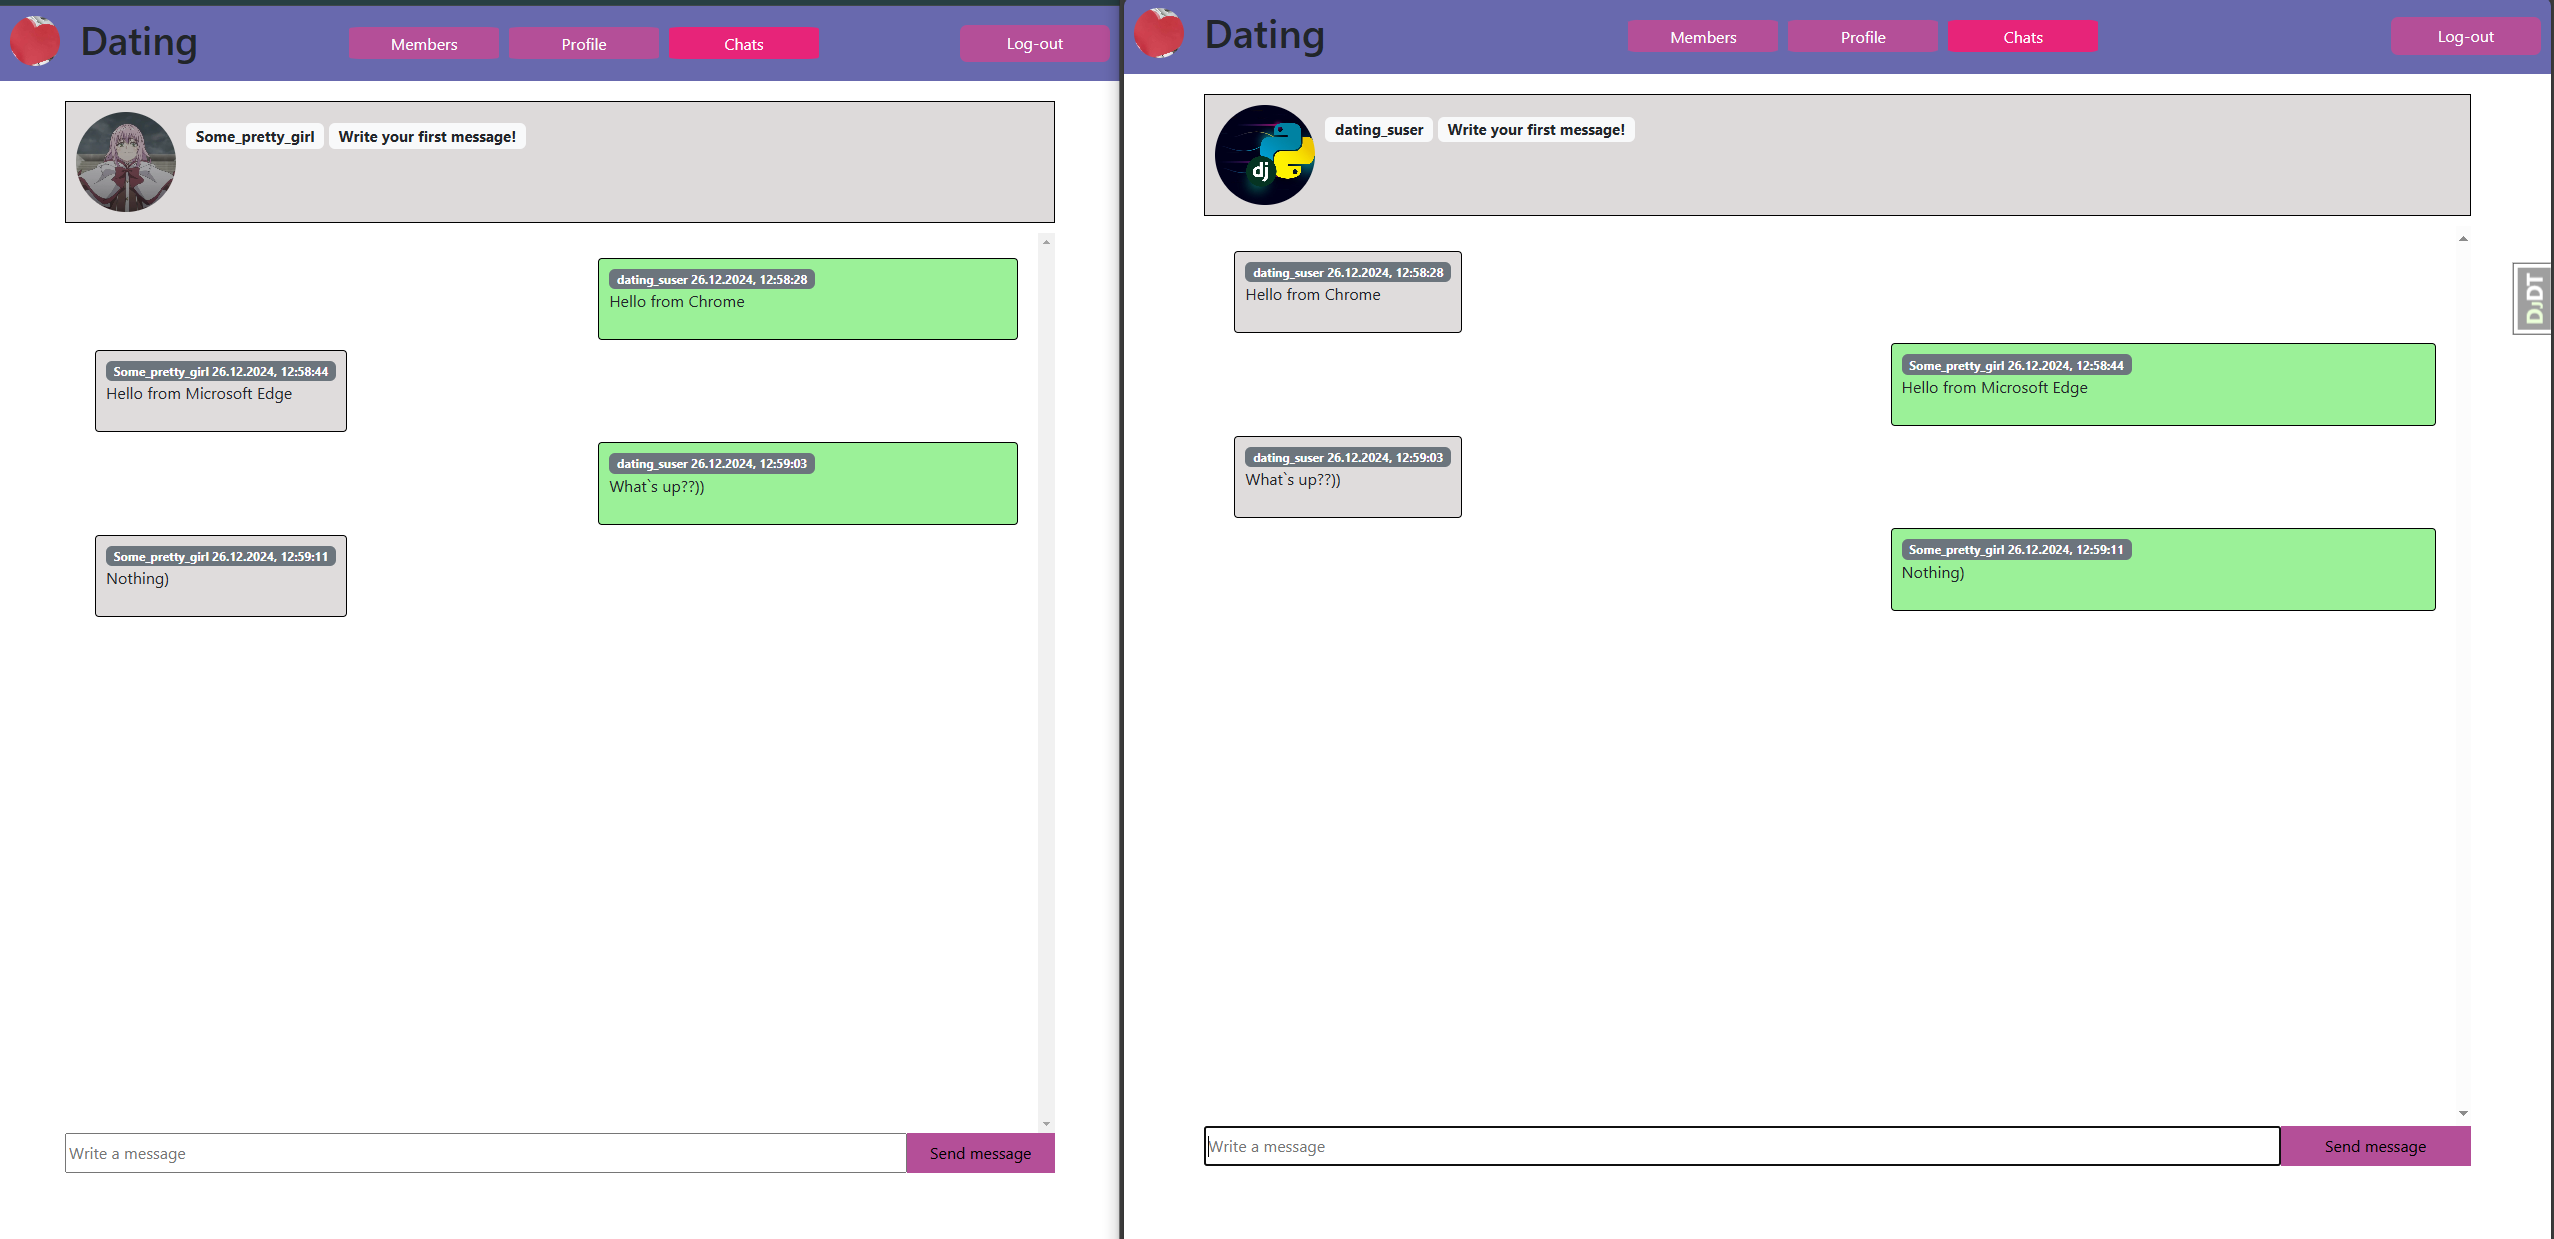 Dating
Members
Profile
Chats
Log-out
Some_pretty_girl
Write your first message!
dating_suser 26.12.2024, 12:58:28
Hello from Chrome
Some_pretty_girl 26.12.2024, 12:58:44
Hello from Microsoft Edge
dating_suser 26.12.2024, 12:59:03
What`s up??))
Some_pretty_girl 26.12.2024, 12:59:11
Nothing)
Write a message
Send message
Dating
Members
Profile
Chats
Log-out
dj
dating_suser
Write your first message!
DJDT
dating_suser 26.12.2024, 12:58:28
Hello from Chrome
Some_pretty_girl 26.12.2024, 12:58:44
Hello from Microsoft Edge
dating_suser 26.12.2024, 12:59:03
What`s up??))
Some_pretty_girl 26.12.2024, 12:59:11
Nothing)
Write a message
Send message